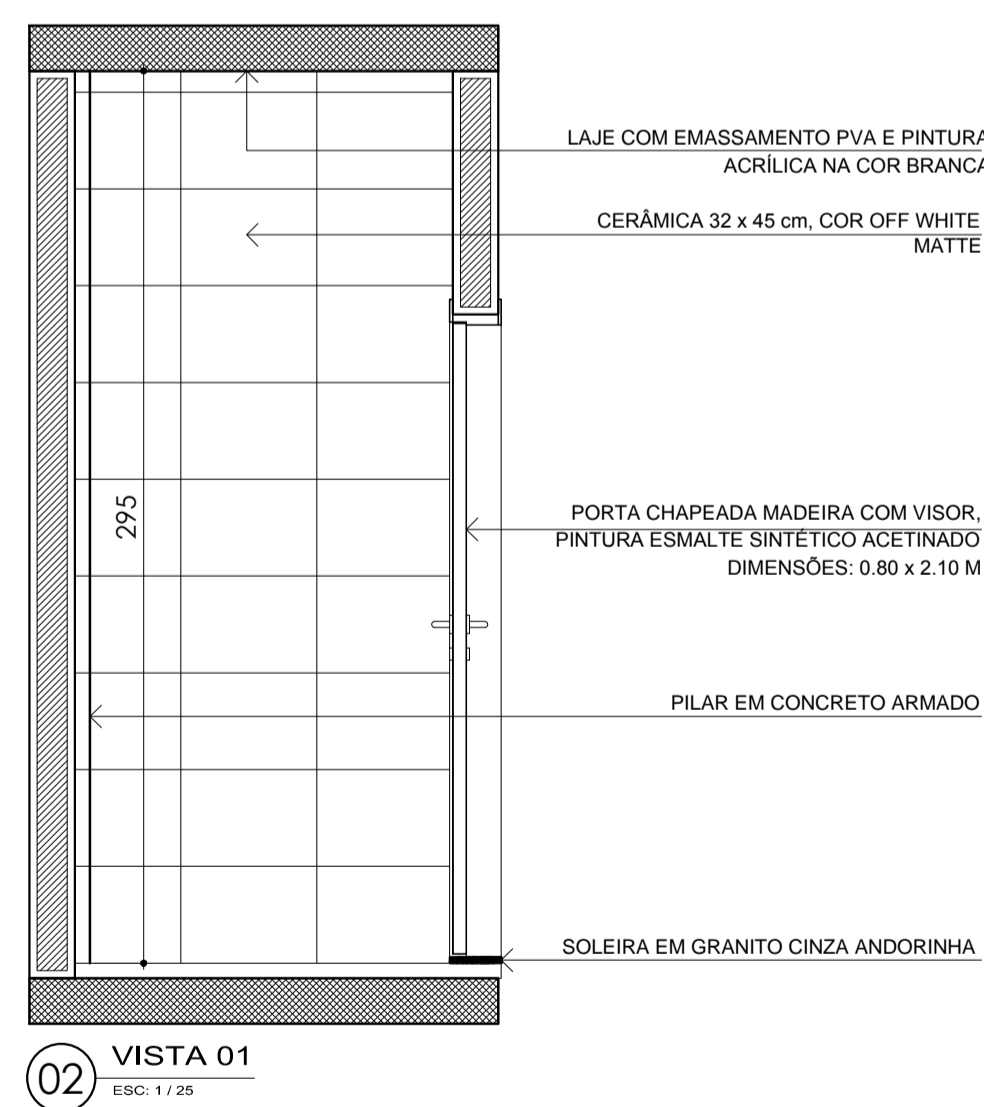 LAJE COM EMASSAMENTO PVA E PINTURA
ACRÍLICA NA COR BRANCA
CERÂMICA 32 x 45 cm, COR OFF WHITE
MATTE
295
PORTA CHAPEADA MADEIRA COM VISOR,
PINTURA ESMALTE SINTÉTICO ACETINADO
DIMENSÕES: 0.80 x 2.10 M
PILAR EM CONCRETO ARMADO
SOLEIRA EM GRANITO CINZA ANDORINHA
02
VISTA 01
ESC: 1 / 25